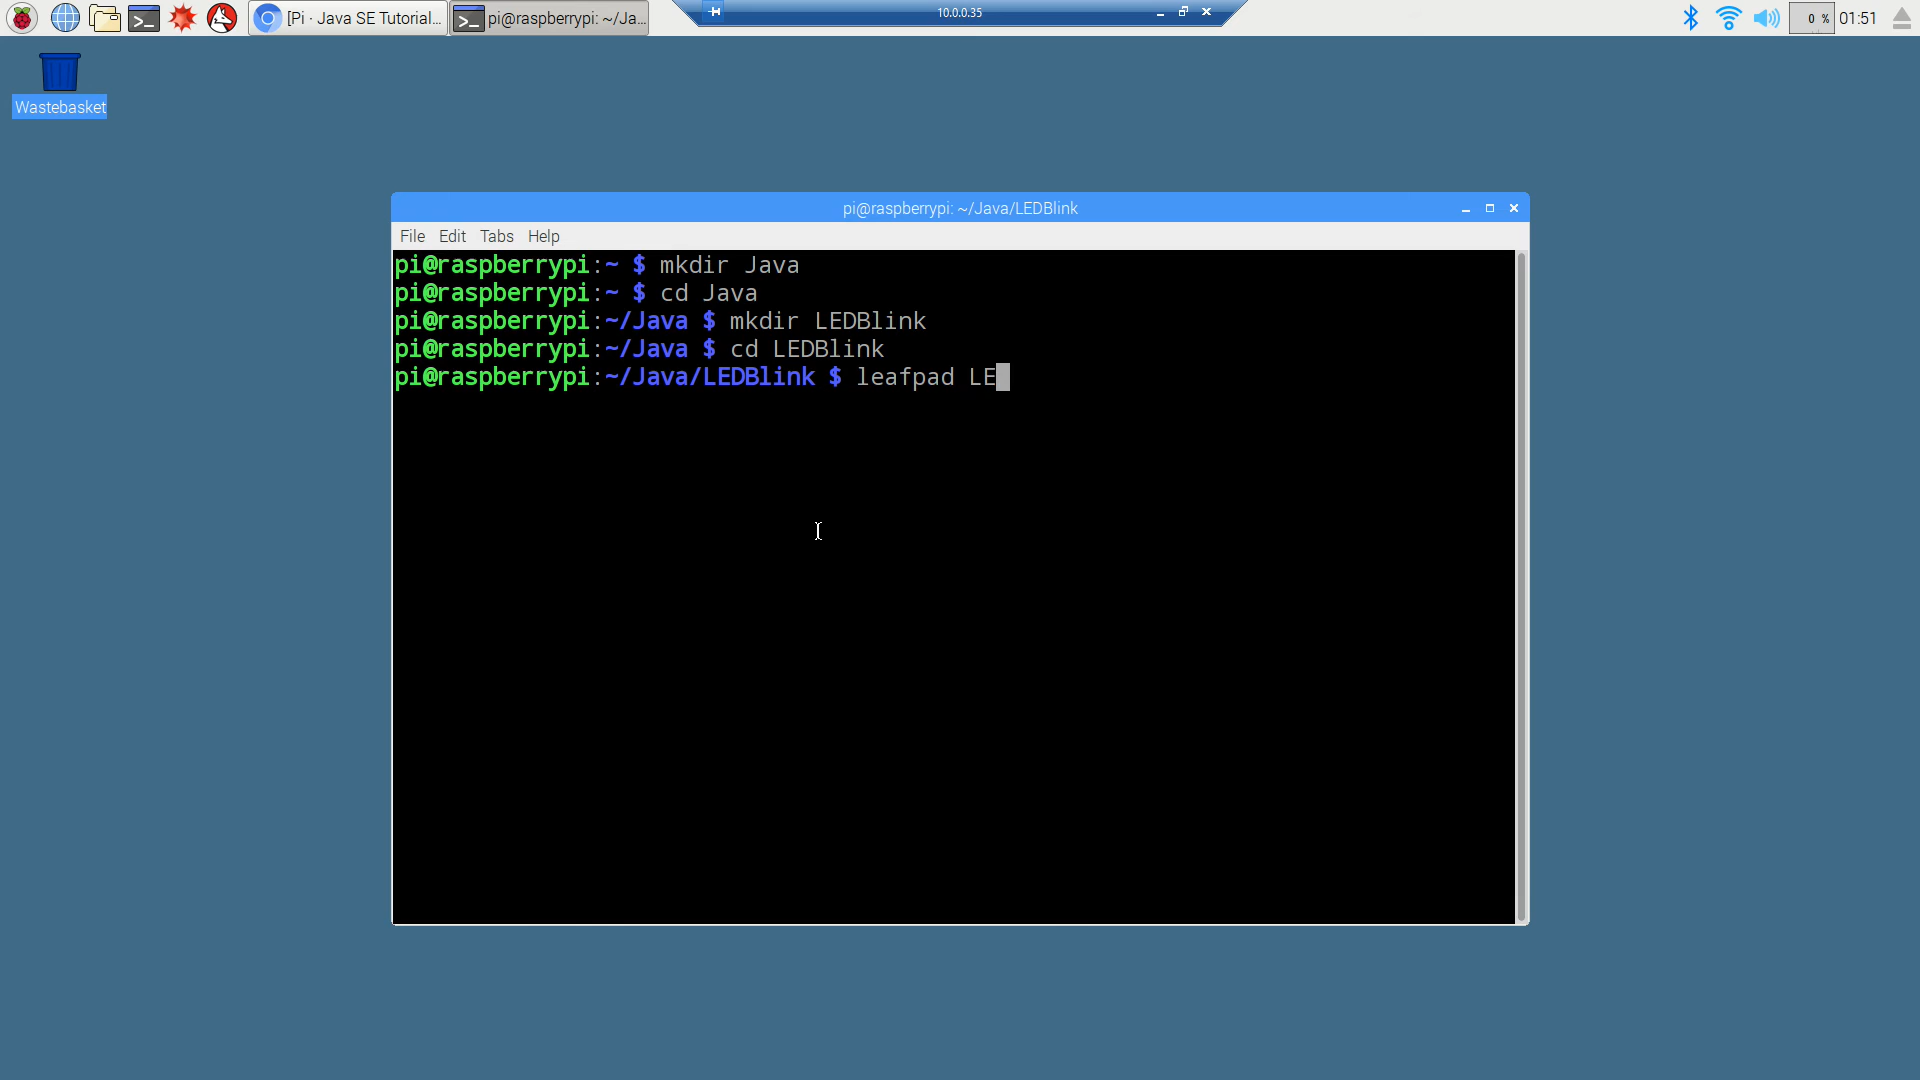 [Pi · Java SE Tutorial... pi@raspberrypi: ~/Ja... 10.0.0.35 0 % 01:51
Wastebasket
pi@raspberrypi: ~/Java/LEDBlink
File Edit Tabs Help
pi@raspberrypi:~ $ mkdir Java
pi@raspberrypi:~ $ cd Java
pi@raspberrypi:~/Java $ mkdir LEDBlink
pi@raspberrypi:~/Java $ cd LEDBlink
pi@raspberrypi:~/Java/LEDBlink $ leafpad LE